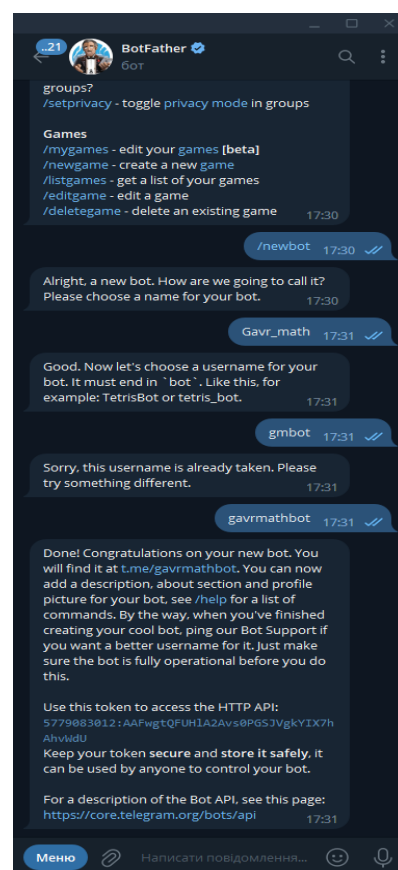 ..21
BotFather
бот
groups?
/setprivacy - toggle privacy mode in groups
Games
/mygames - edit your games [beta]
/newgame - create a new game
/listgames - get a list of your games
/editgame - edit a game
/deletegame - delete an existing game 17:30
/newbot 17:30
Alright, a new bot. How are we going to call it?
Please choose a name for your bot. 17:30
Gavr_math 17:31
Good. Now let's choose a username for your
bot. It must end in `bot`. Like this, for
example: TetrisBot or tetris_bot. 17:31
gmbot 17:31
Sorry, this username is already taken. Please
try something different. 17:31
gavrmathbot 17:31
Done! Congratulations on your new bot. You
will find it at t.me/gavrmathbot. You can now
add a description, about section and profile
picture for your bot, see /help for a list of
commands. By the way, when you've finished
creating your cool bot, ping our Bot Support if
you want a better username for it. Just make
sure the bot is fully operational before you do
this.
Use this token to access the HTTP API:
5779083012:AAFwgtQFUHlA2Avs0PGSJVgkYIX7h
AhvWdU
Keep your token secure and store it safely, it
can be used by anyone to control your bot.
For a description of the Bot API, see this page:
https://core.telegram.org/bots/api 17:31
Меню
Написати повідомлення...